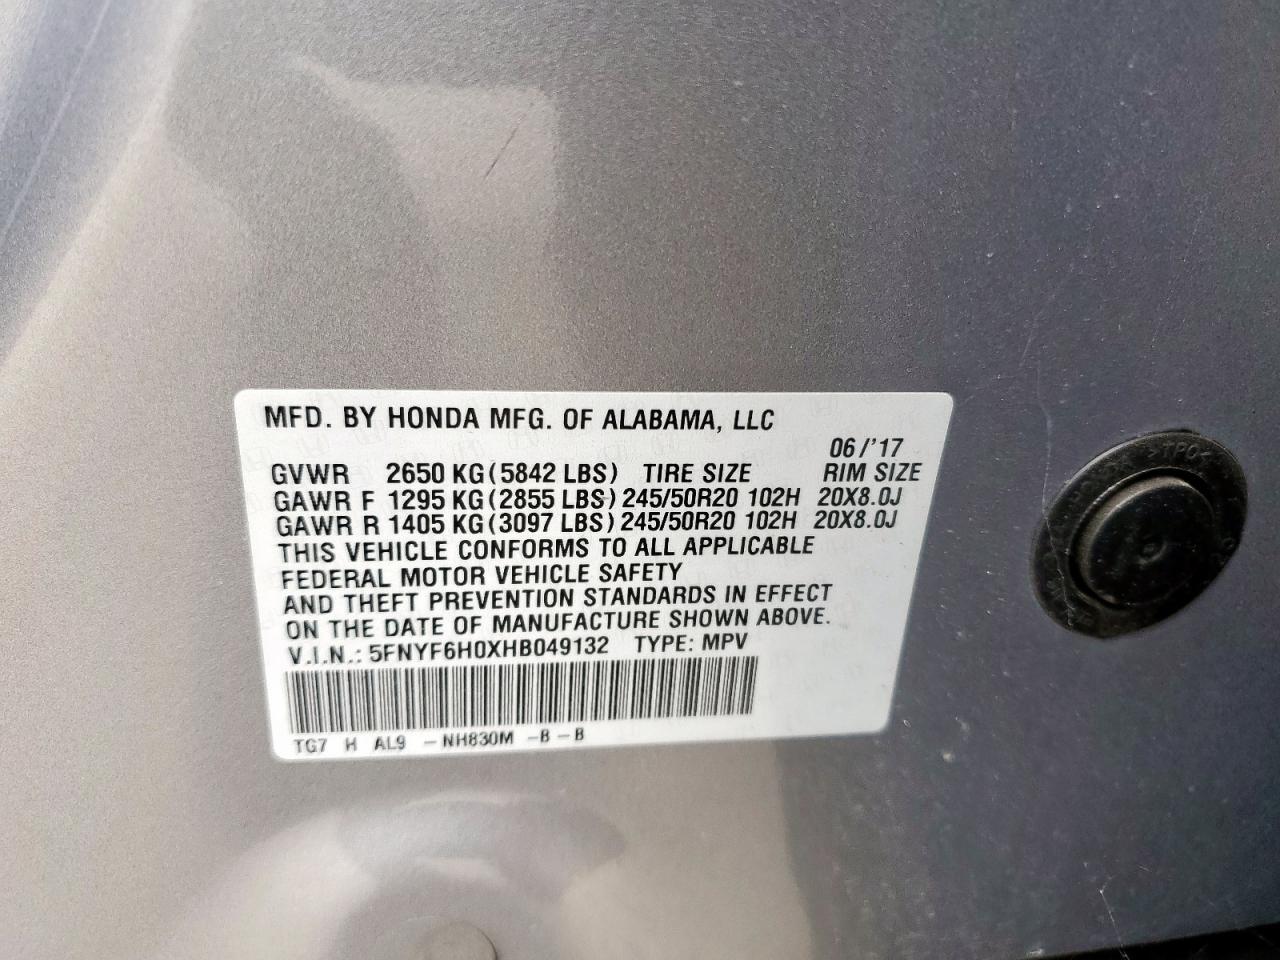 MFD. BY HONDA MFG. OF ALABAMA, LLC
06/'17
GVWR 2650 KG(5842 LBS) TIRE SIZE RIM SIZE
GAWR F 1295 KG(2855 LBS) 245/50R20 102H 20X8.0J
GAWR R 1405 KG(3097 LBS) 245/50R20 102H 20X8.0J
THIS VEHICLE CONFORMS TO ALL APPLICABLE
FEDERAL MOTOR VEHICLE SAFETY
AND THEFT PREVENTION STANDARDS IN EFFECT
ON THE DATE OF MANUFACTURE SHOWN ABOVE.
V.I.N.: 5FNYF6H0XHB049132 TYPE: MPV
TG7 H AL9 -NH830M -B-B